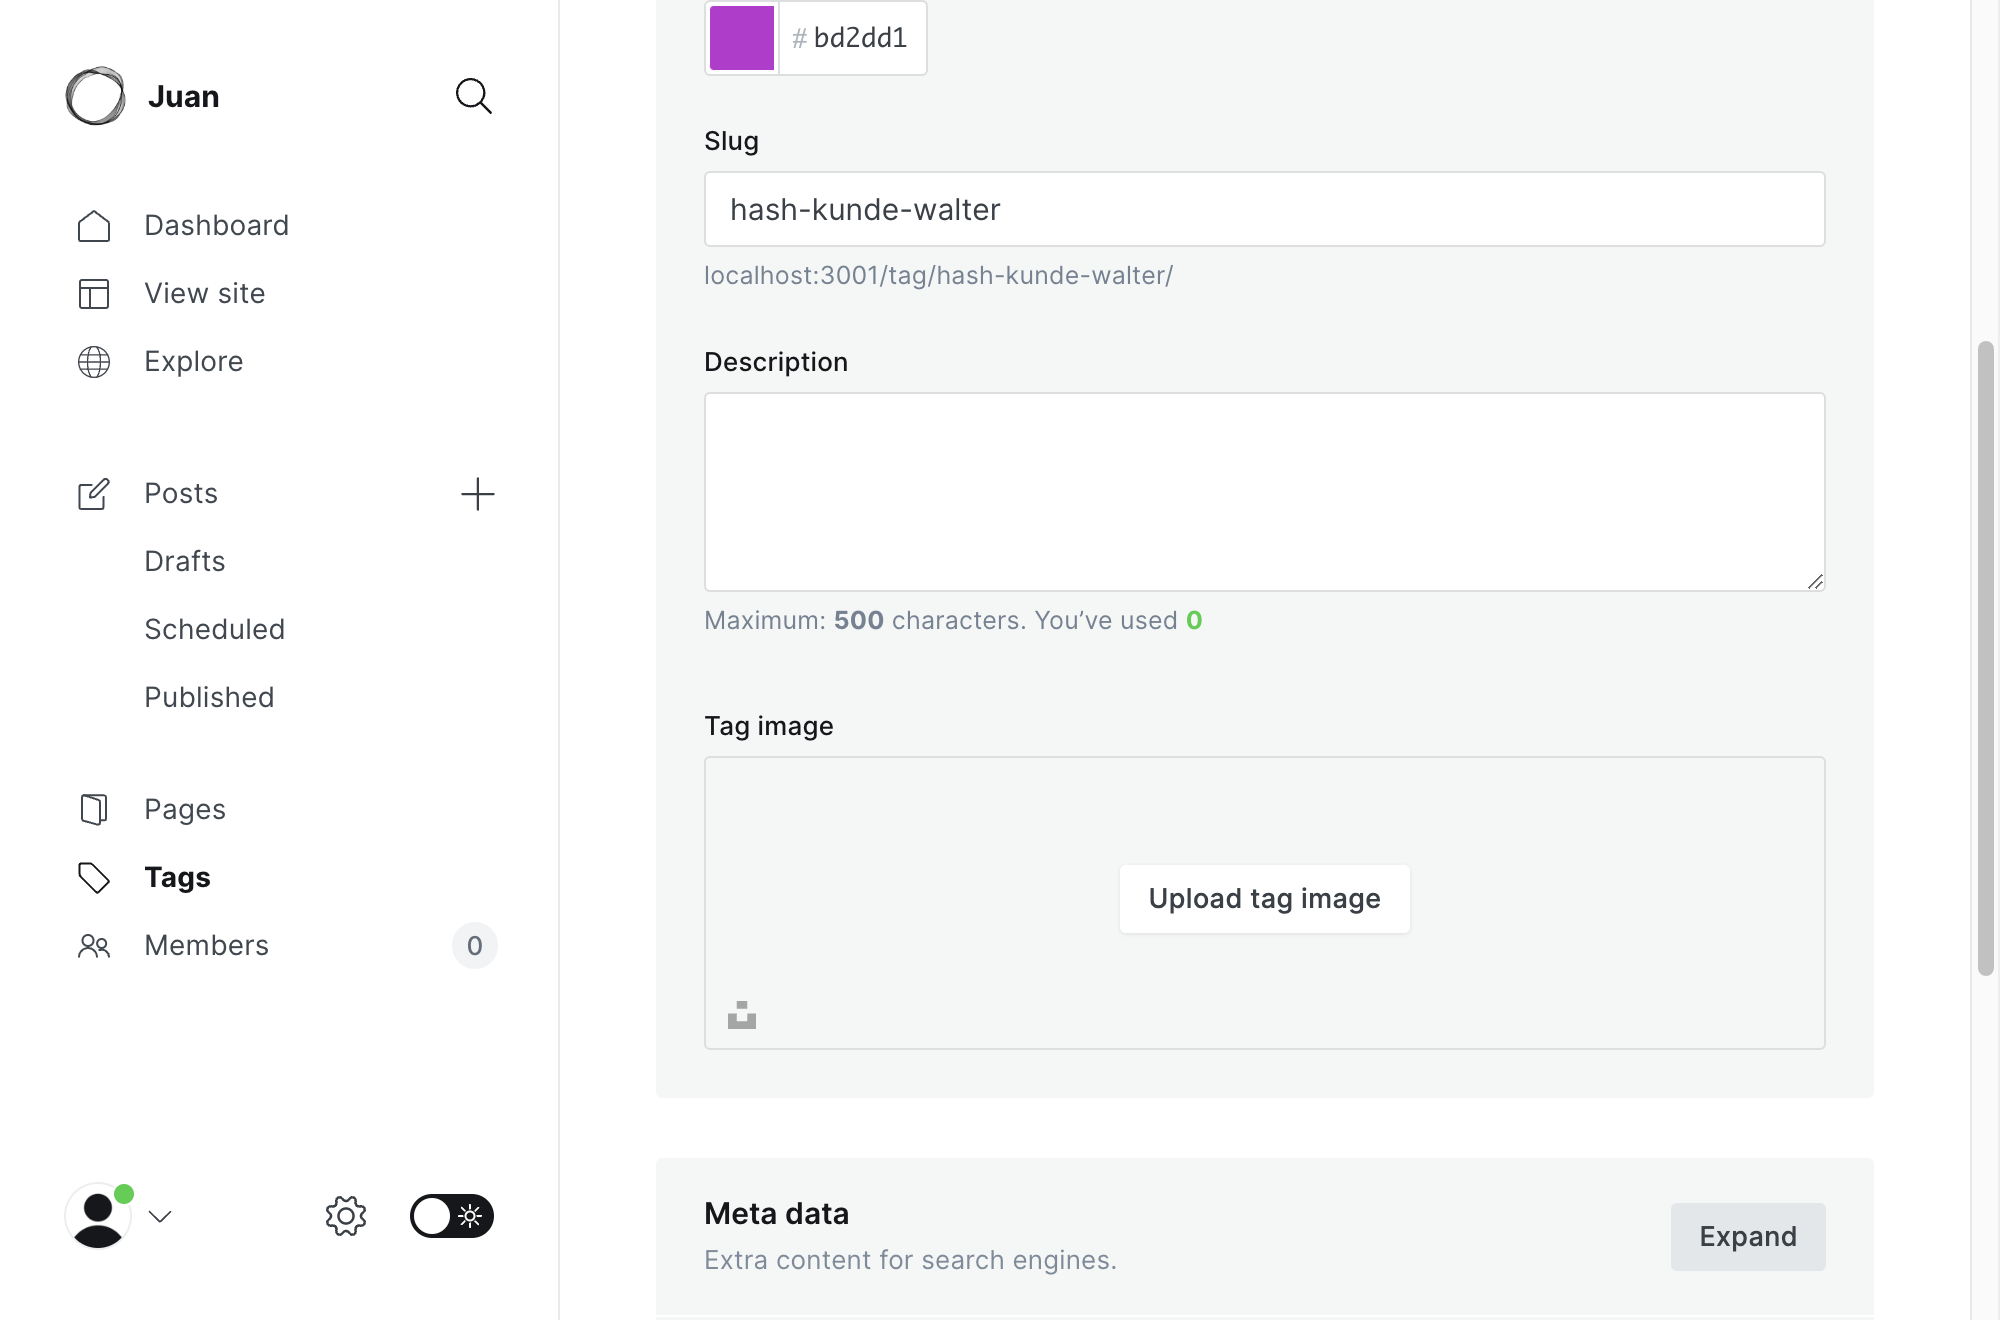 Juan
Dashboard
View site
Explore
Posts
Drafts
Scheduled
Published
Pages
Tags
Members 0
# bd2dd1
Slug
hash-kunde-walter
localhost:3001/tag/hash-kunde-walter/
Description
Maximum: 500 characters. You’ve used 0
Tag image
Upload tag image
Meta data
Extra content for search engines.
Expand